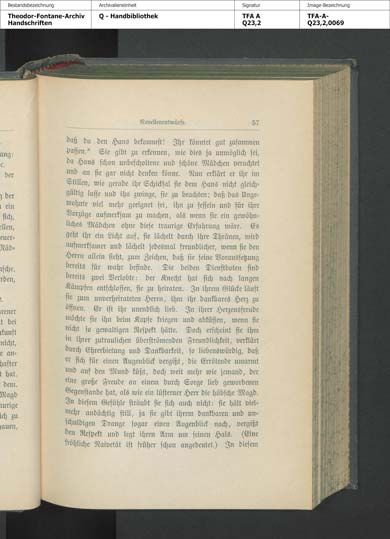 Bestandsbezeichnung
Archivalieneinheit
Signatur
Image-Bezeichnung
Theodor-Fontane-Archiv
Handschriften
Q - Handbibliothek
TFA A
Q23,2
TFA-A-
Q23,2,0069
Novellenentwürfe. 57
daß du den Hans bekommst! Ihr könntet gut zusammen
passen." Sie gibt zu erkennen, wie dies ja unmöglich sei,
da Hans schon unbescholtene und schöne Mädchen verachtet
und an sie gar nicht denken könne. Nun erklärt er ihr im
Stillen, wie gerade ihr Schicksal sie dem Hans nicht gleich-
gültig lasse und ihn zwinge, sie zu beachten; daß das Unge-
wohnte viel mehr geeignet sei, ihn zu fesseln und für ihre
Vorzüge aufmerksam zu machen, als wenn sie ein gewöhn-
liches Mädchen ohne diese traurige Erfahrung wäre. Es
geht ihr ein Licht auf, sie lächelt durch ihre Thränen, wird
aufmerksamer und lächelt jedesmal freundlicher, wenn sie den
Herrn allein sieht, zum Zeichen, daß sie seine Voraussetzung
bereits für wahr befinde. Die beiden Dienstboten sind
bereits zwei Verliebte: der Knecht hat sich nach langen
Kämpfen entschlossen, sie zu heiraten. In ihrem Glücke läuft
sie zum unverheirateten Herrn, ihm ihr dankbares Herz zu
öffnen. Er ist ihr unendlich lieb. In ihrer Herzensfreude
möchte sie ihn beim Kopfe kriegen und abküssen, wenn sie
nicht so gewaltigen Respekt hätte. Doch erscheint sie ihm
in ihrer zutraulichen überströmenden Freundlichkeit, verklärt
durch Ehrerbietung und Dankbarkeit, so liebenswürdig, daß
er sich für einen Augenblick vergißt, die Errötende umarmt
und auf den Mund küßt, doch weit mehr wie jemand, der
eine große Freude an einem durch Sorge lieb gewordenen
Gegenstande hat, als wie ein lüsterner Herr die hübsche Magd.
In diesem Gefühle sträubt sie sich auch nicht: sie hält viel-
mehr andächtig still, ja sie gibt ihrem dankbaren und un-
schuldigen Drange sogar einen Augenblick nach, vergißt
den Respekt und legt ihren Arm um seinen Hals. (Eine
fröhliche Naivetät ist früher schon angedeutet.) In diesem